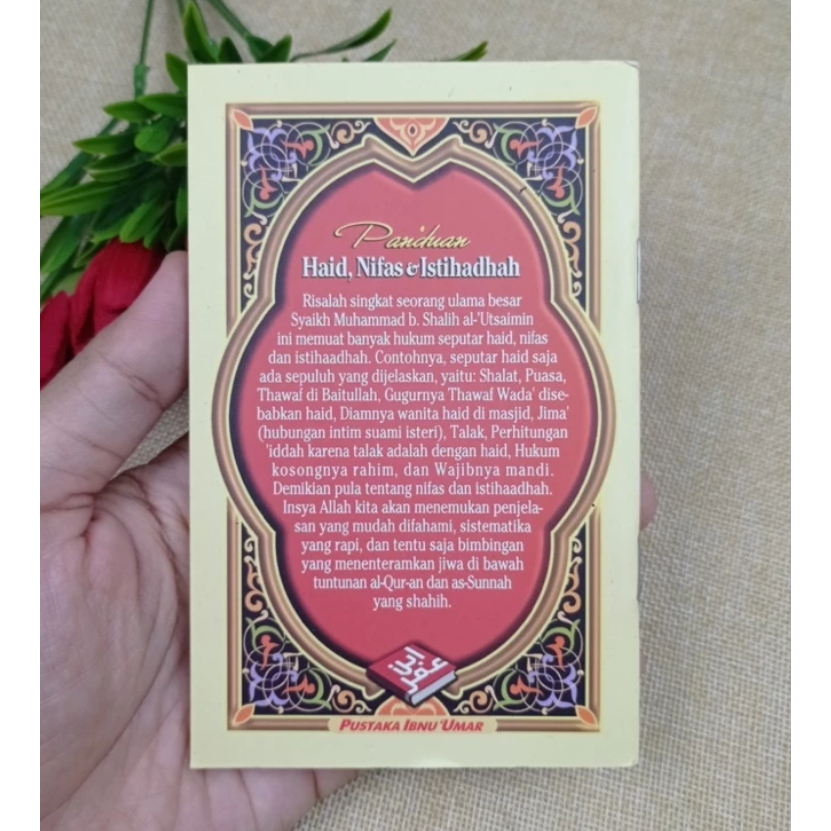 Panduan
Haid, Nifas & Istihadhah
Risalah singkat seorang ulama besar
Syaikh Muhammad b. Shalih al-'Utsaimin
ini memuat banyak hukum seputar haid, nifas
dan istihaadhah. Contohnya, seputar haid saja
ada sepuluh yang dijelaskan, yaitu: Shalat, Puasa,
Thawaf di Baitullah, Gugurnya Thawaf Wada' dise-
babkan haid, Diamnya wanita haid di masjid, Jima'
(hubungan intim suami isteri), Talak, Perhitungan
'iddah karena talak adalah dengan haid, Hukum
kosongnya rahim, dan Wajibnya mandi.
Demikian pula tentang nifas dan istihaadhah.
Insya Allah kita akan menemukan penjela-
san yang mudah difahami, sistematika
yang rapi, dan tentu saja bimbingan
yang menenteramkan jiwa di bawah
tuntunan al-Qur-an dan as-Sunnah
yang shahih.
ابن
عمر
PUSTAKA IBNU 'UMAR